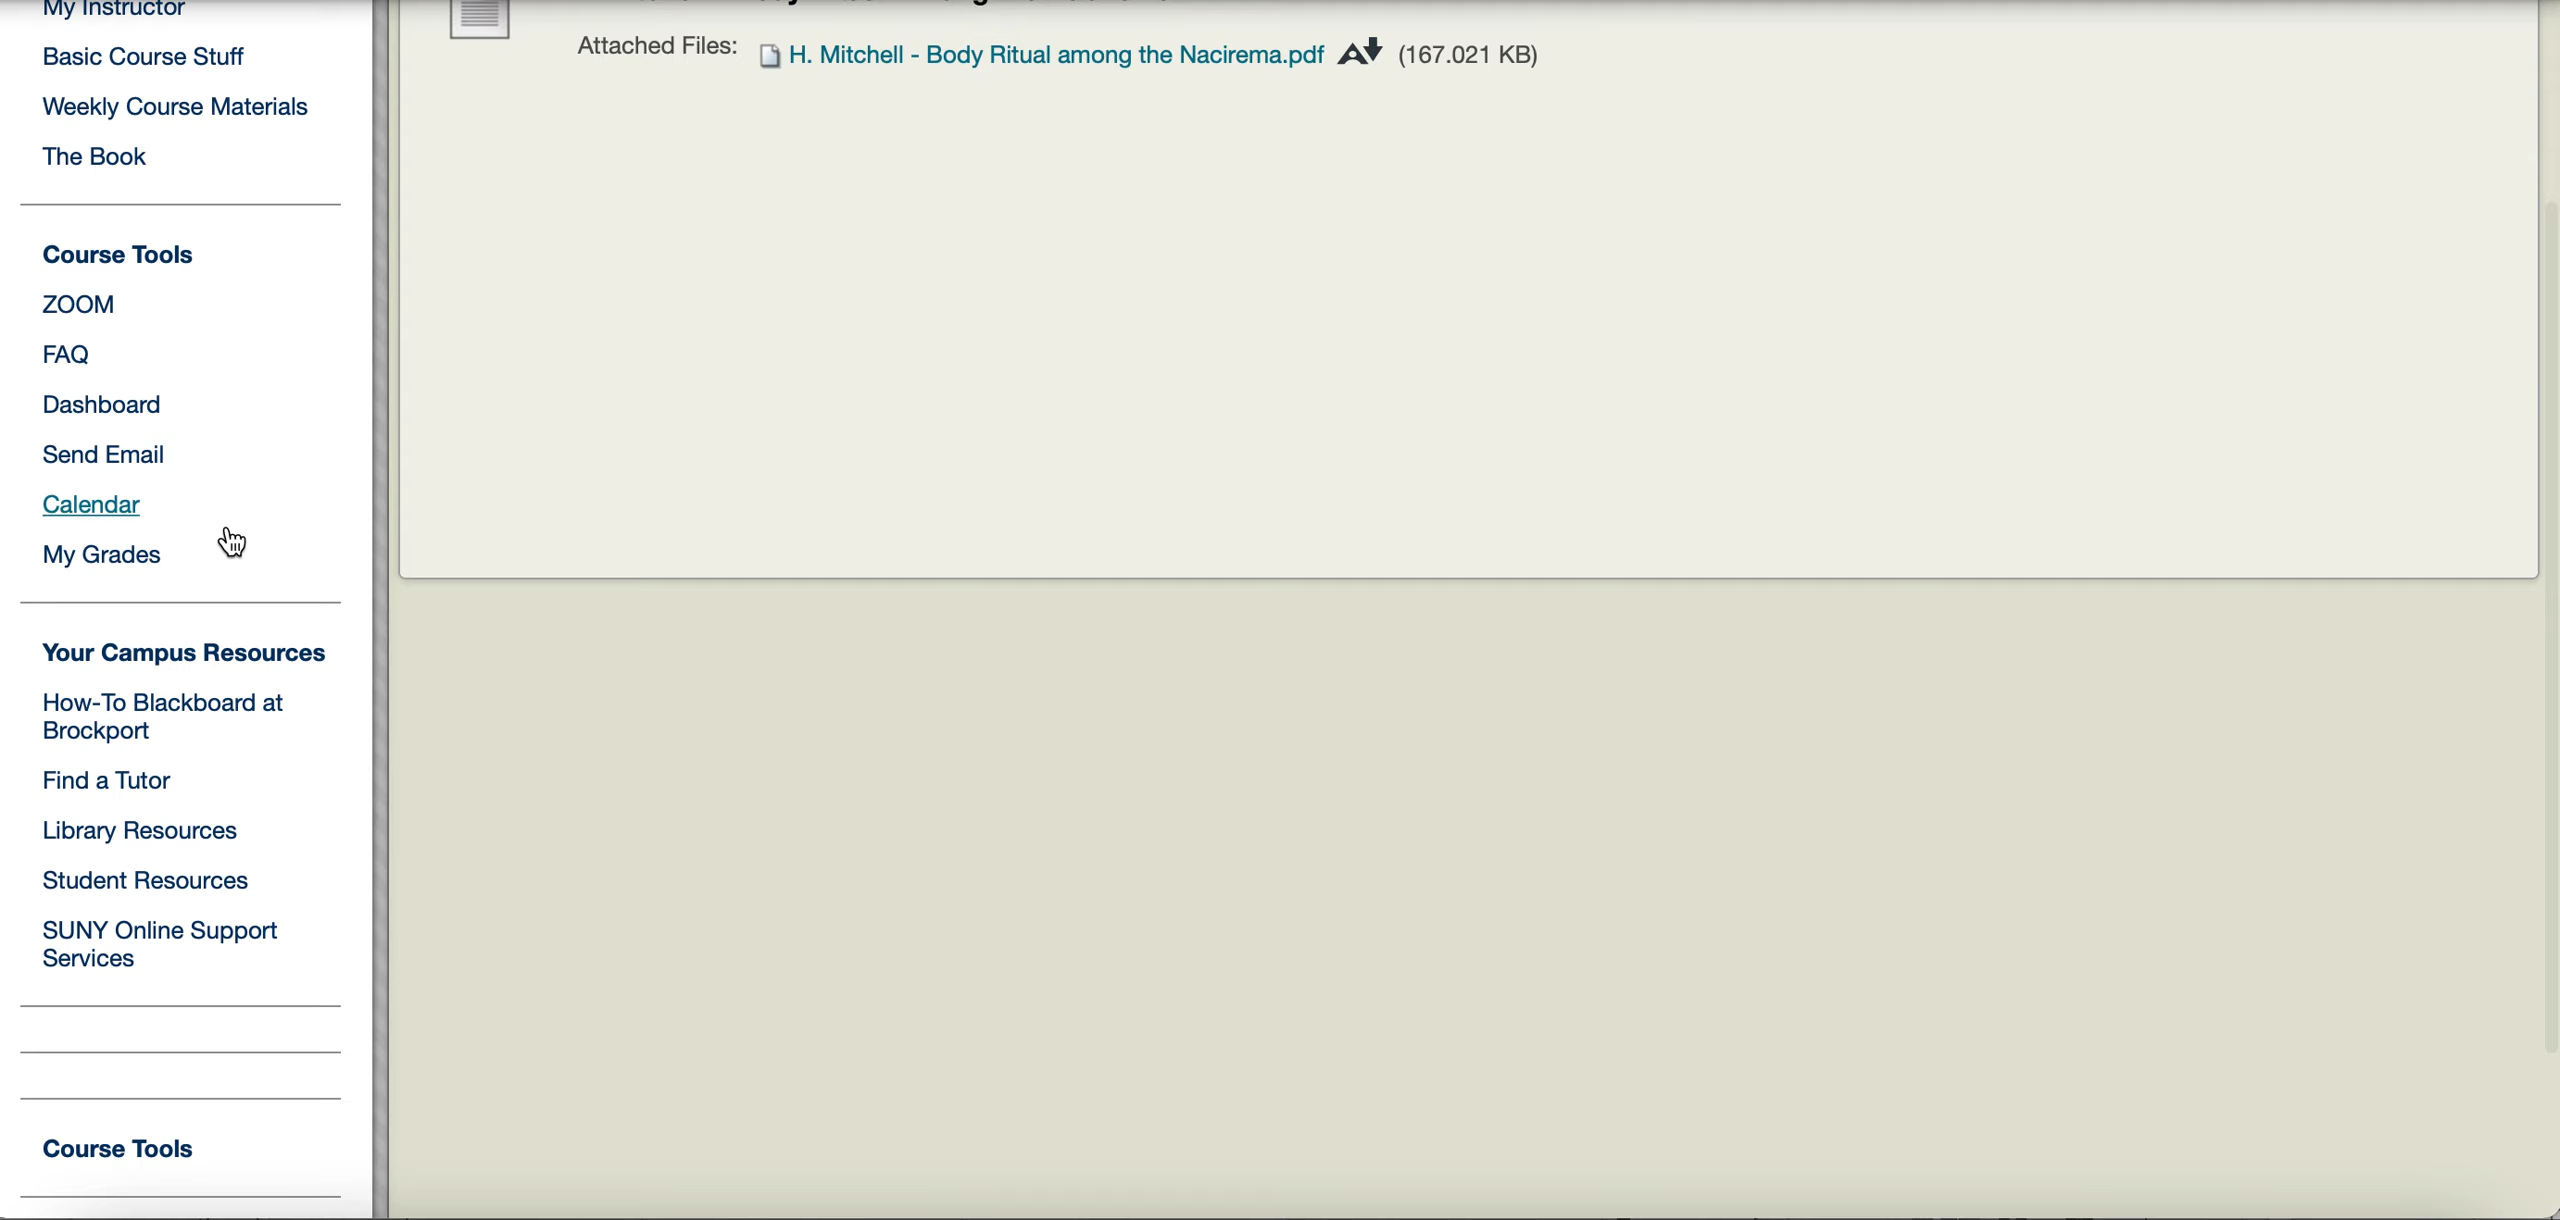 My Instructor
Basic Course Stuff
Weekly Course Materials
The Book
Course Tools
ZOOM
FAQ
Dashboard
Send Email
Calendar
My Grades
Your Campus Resources
How-To Blackboard at
Brockport
Find a Tutor
Library Resources
Student Resources
SUNY Online Support
Services
Course Tools
Attached Files: H. Mitchell - Body Ritual among the Nacirema.pdf (167.021 KB)